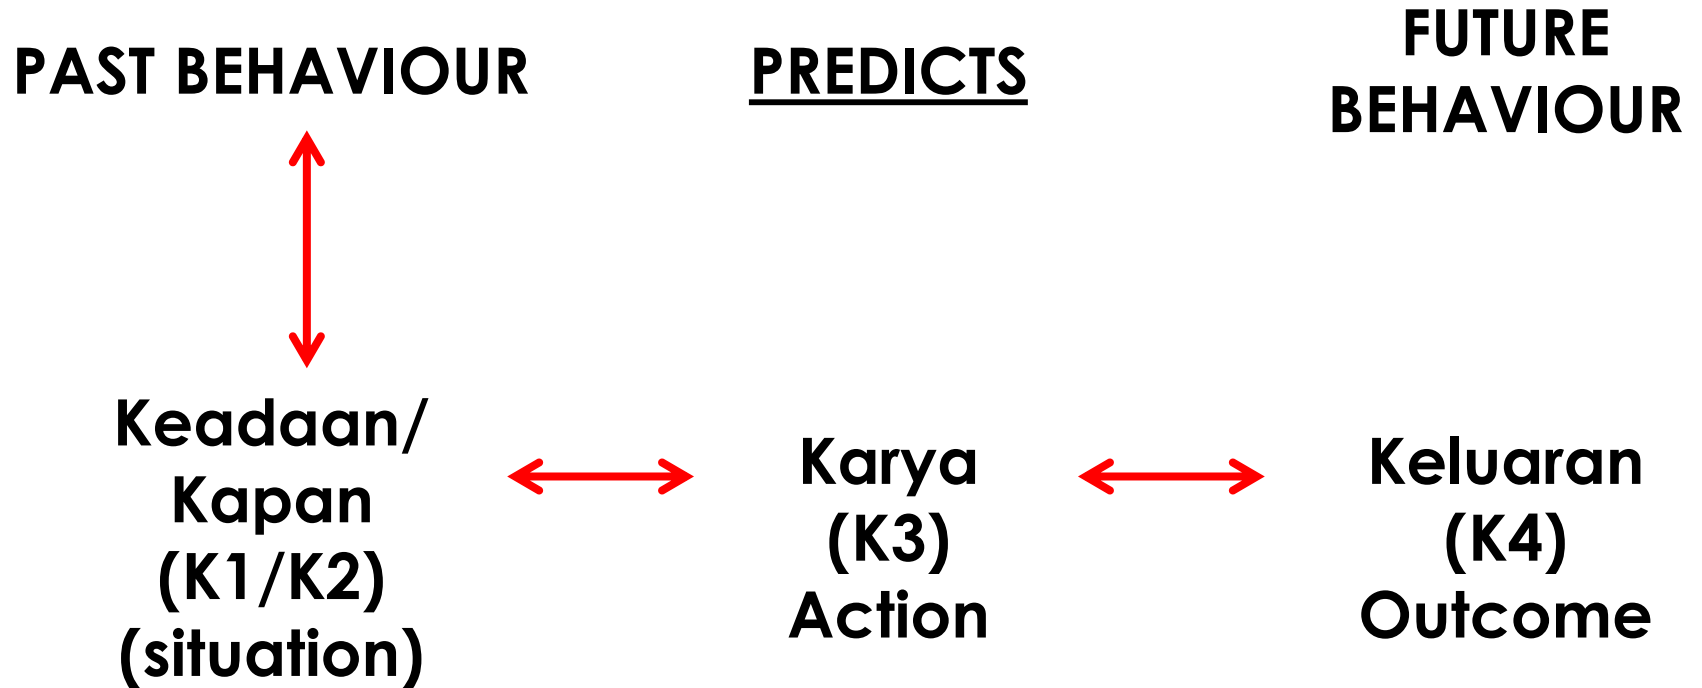 PAST BEHAVIOUR
PREDICTS
FUTURE
BEHAVIOUR
Keadaan/
Kapan
(K1/K2)
(situation)
Karya
(K3)
Action
Keluaran
(K4)
Outcome